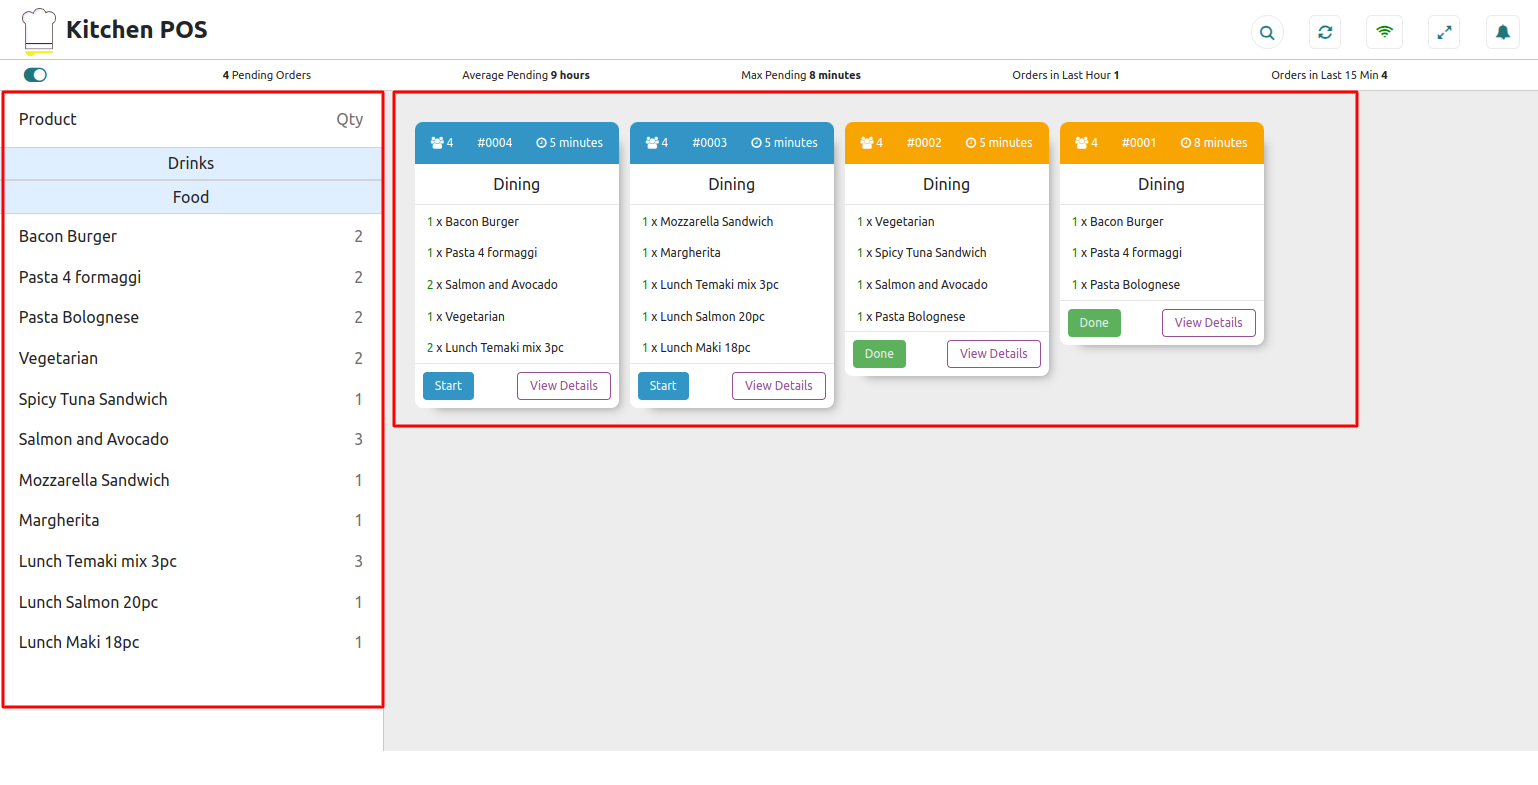 Kitchen POS
4 Pending Orders
Average Pending 9 hours
Max Pending 8 minutes
Orders in Last Hour 1
Orders in Last 15 Min 4
Product Qty
Drinks
Food
Bacon Burger 2
Pasta 4 formaggi 2
Pasta Bolognese 2
Vegetarian 2
Spicy Tuna Sandwich 1
Salmon and Avocado 3
Mozzarella Sandwich 1
Margherita 1
Lunch Temaki mix 3pc 3
Lunch Salmon 20pc 1
Lunch Maki 18pc 1
4 #0004 5 minutes
Dining
1 x Bacon Burger
1 x Pasta 4 formaggi
2 x Salmon and Avocado
1 x Vegetarian
2 x Lunch Temaki mix 3pc
Start View Details
4 #0003 5 minutes
Dining
1 x Mozzarella Sandwich
1 x Margherita
1 x Lunch Temaki mix 3pc
1 x Lunch Salmon 20pc
1 x Lunch Maki 18pc
Start View Details
4 #0002 5 minutes
Dining
1 x Vegetarian
1 x Spicy Tuna Sandwich
1 x Salmon and Avocado
1 x Pasta Bolognese
Done View Details
4 #0001 8 minutes
Dining
1 x Bacon Burger
1 x Pasta 4 formaggi
1 x Pasta Bolognese
Done View Details